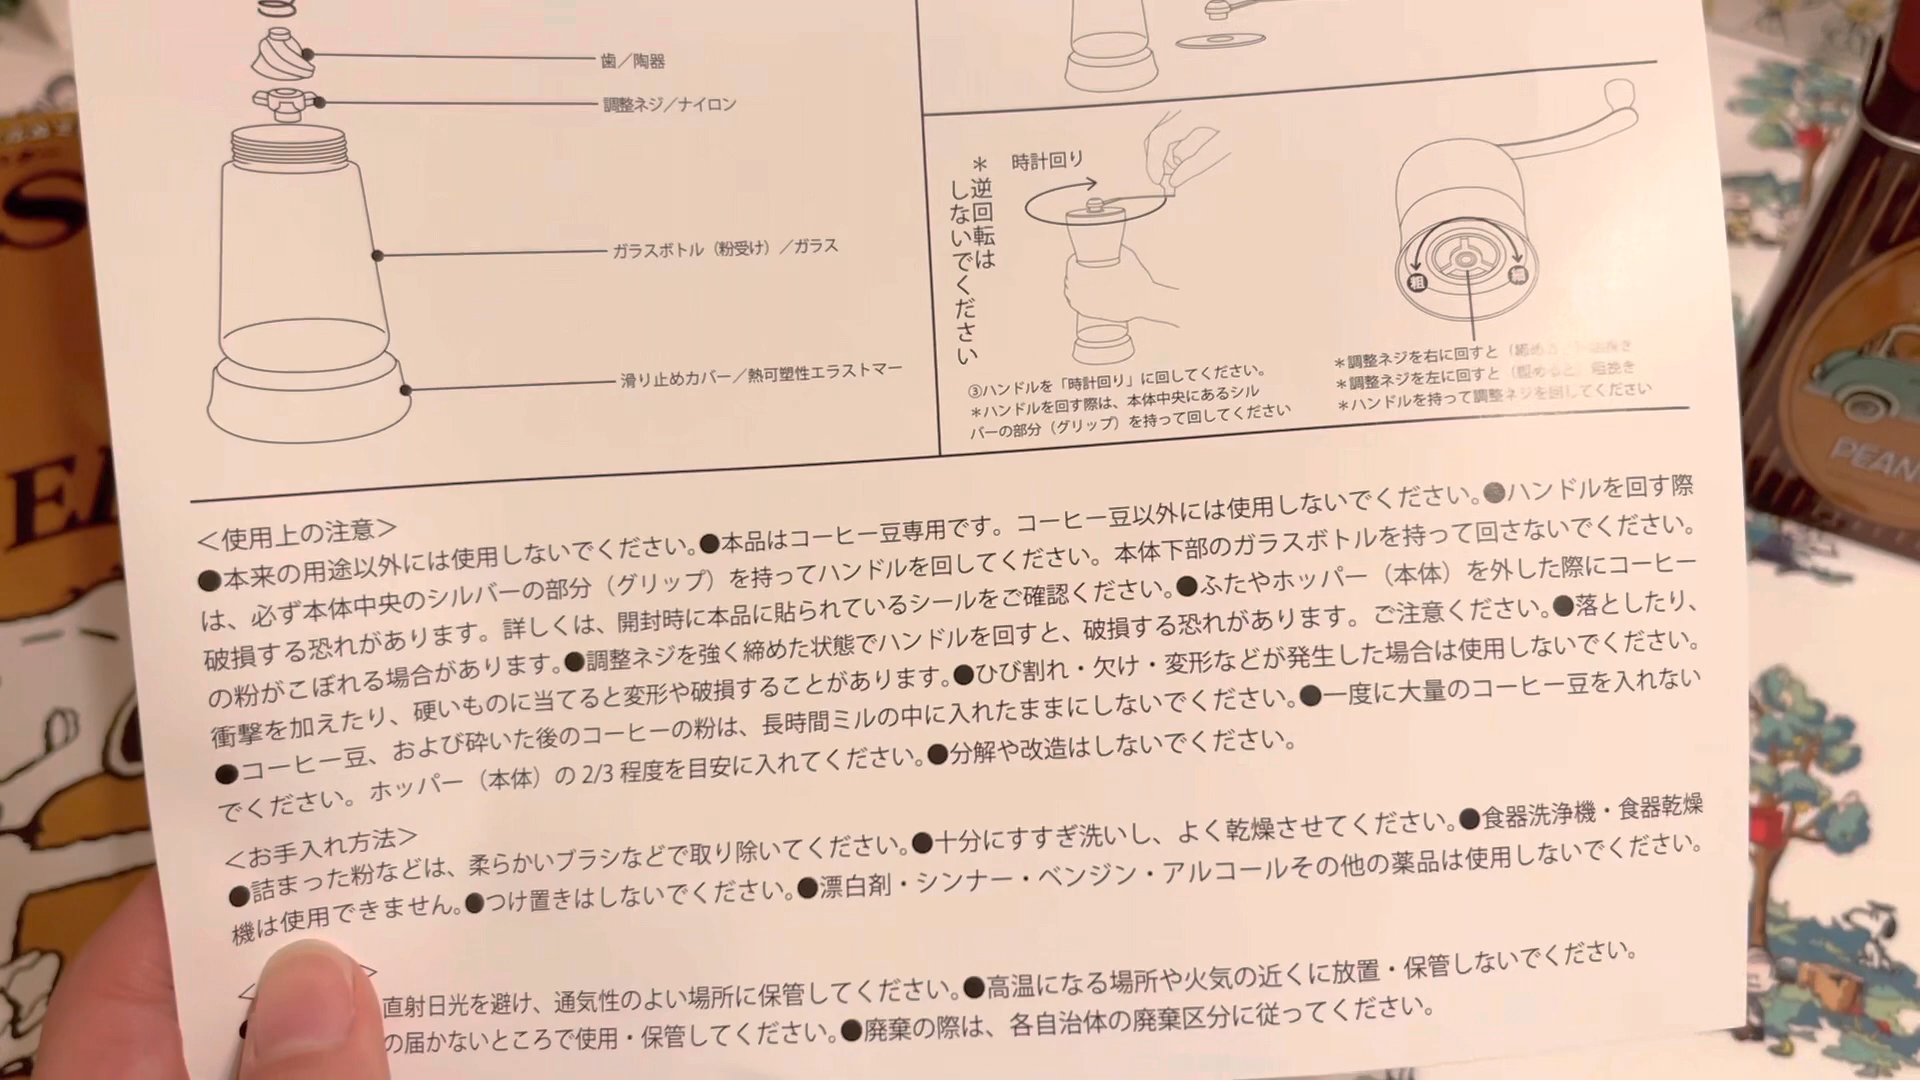 歯／陶器
調整ネジ／ナイロン
ガラスボトル（粉受け）／ガラス
滑り止めカバー／熱可塑性エラストマー
＊逆回転は
しないでください
時計回り
③ハンドルを「時計回り」に回してください。
＊ハンドルを回す際は、本体中央にあるシル
バーの部分（グリップ）を持って回してください
粗
細
＊調整ネジを右に回すと
＊調整ネジを左に回すと（緩めると）粗挽き
＊ハンドルを持って調整ネジを回してください
＜使用上の注意＞
●本来の用途以外には使用しないでください。●本品はコーヒー豆専用です。コーヒー豆以外には使用しないでください。●ハンドルを回す際
は、必ず本体中央のシルバーの部分（グリップ）を持ってハンドルを回してください。本体下部のガラスボトルを持って回さないでください。
破損する恐れがあります。詳しくは、開封時に本品に貼られているシールをご確認ください。●ふたやホッパー（本体）を外した際にコーヒー
の粉がこぼれる場合があります。●調整ネジを強く締めた状態でハンドルを回すと、破損する恐れがあります。ご注意ください。●落としたり、
衝撃を加えたり、硬いものに当てると変形や破損することがあります。●ひび割れ・欠け・変形などが発生した場合は使用しないでください。
●コーヒー豆、および砕いた後のコーヒーの粉は、長時間ミルの中に入れたままにしないでください。●一度に大量のコーヒー豆を入れない
でください。ホッパー（本体）の 2/3 程度を目安に入れてください。●分解や改造はしないでください。
＜お手入れ方法＞
●詰まった粉などは、柔らかいブラシなどで取り除いてください。●十分にすすぎ洗いし、よく乾燥させてください。●食器洗浄機・食器乾燥
機は使用できません。●つけ置きはしないでください。●漂白剤・シンナー・ベンジン・アルコールその他の薬品は使用しないでください。
直射日光を避け、通気性のよい場所に保管してください。●高温になる場所や火気の近くに放置・保管しないでください。
の届かないところで使用・保管してください。●廃棄の際は、各自治体の廃棄区分に従ってください。
PEAN